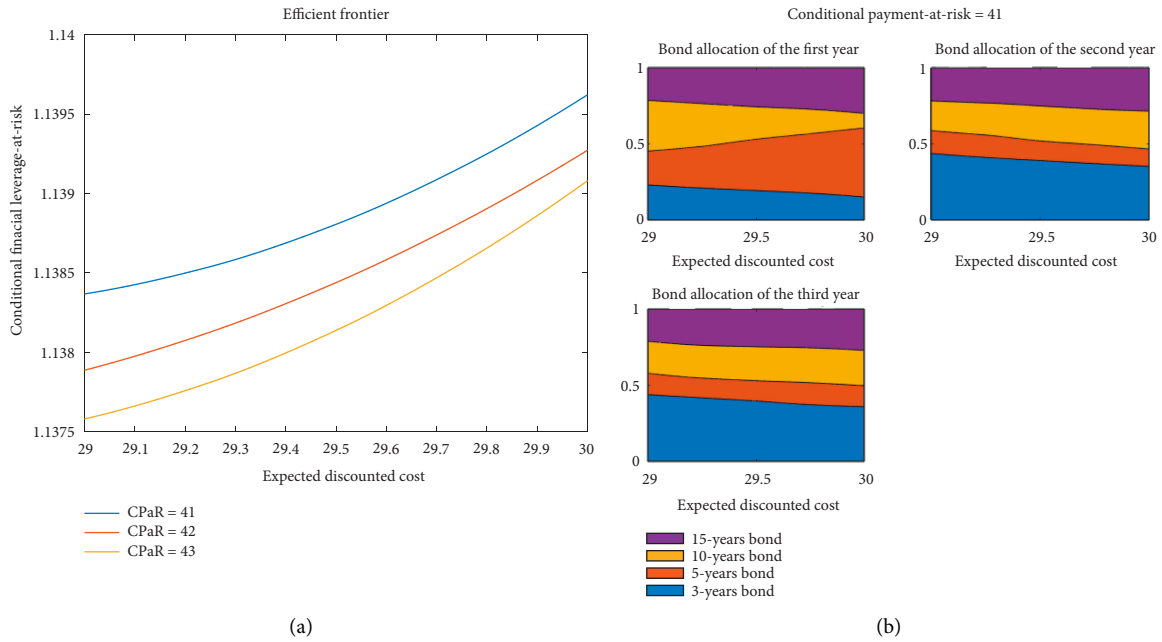 Efficient frontier
1.14
1.1395
1.139
1.1385
1.138
1.1375
Conditional finacial leverage-at-risk
29 29.1 29.2 29.3 29.4 29.5 29.6 29.7 29.8 29.9 30
Expected discounted cost
CPaR = 41
CPaR = 42
CPaR = 43
(a)
Conditional payment-at-risk = 41
Bond allocation of the first year
1
0.5
0
29 29.5 30
Expected discounted cost
Bond allocation of the second year
1
0.5
0
29 29.5 30
Expected discounted cost
Bond allocation of the third year
1
0.5
0
29 29.5 30
Expected discounted cost
15-years bond
10-years bond
5-years bond
3-years bond
(b)